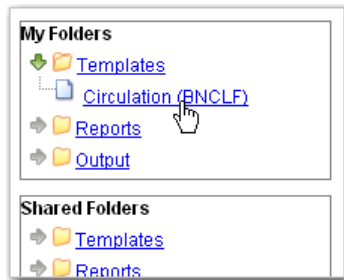 My Folders
Templates
Circulation (BNCLF)
Reports
Output
Shared Folders
Templates
Reports